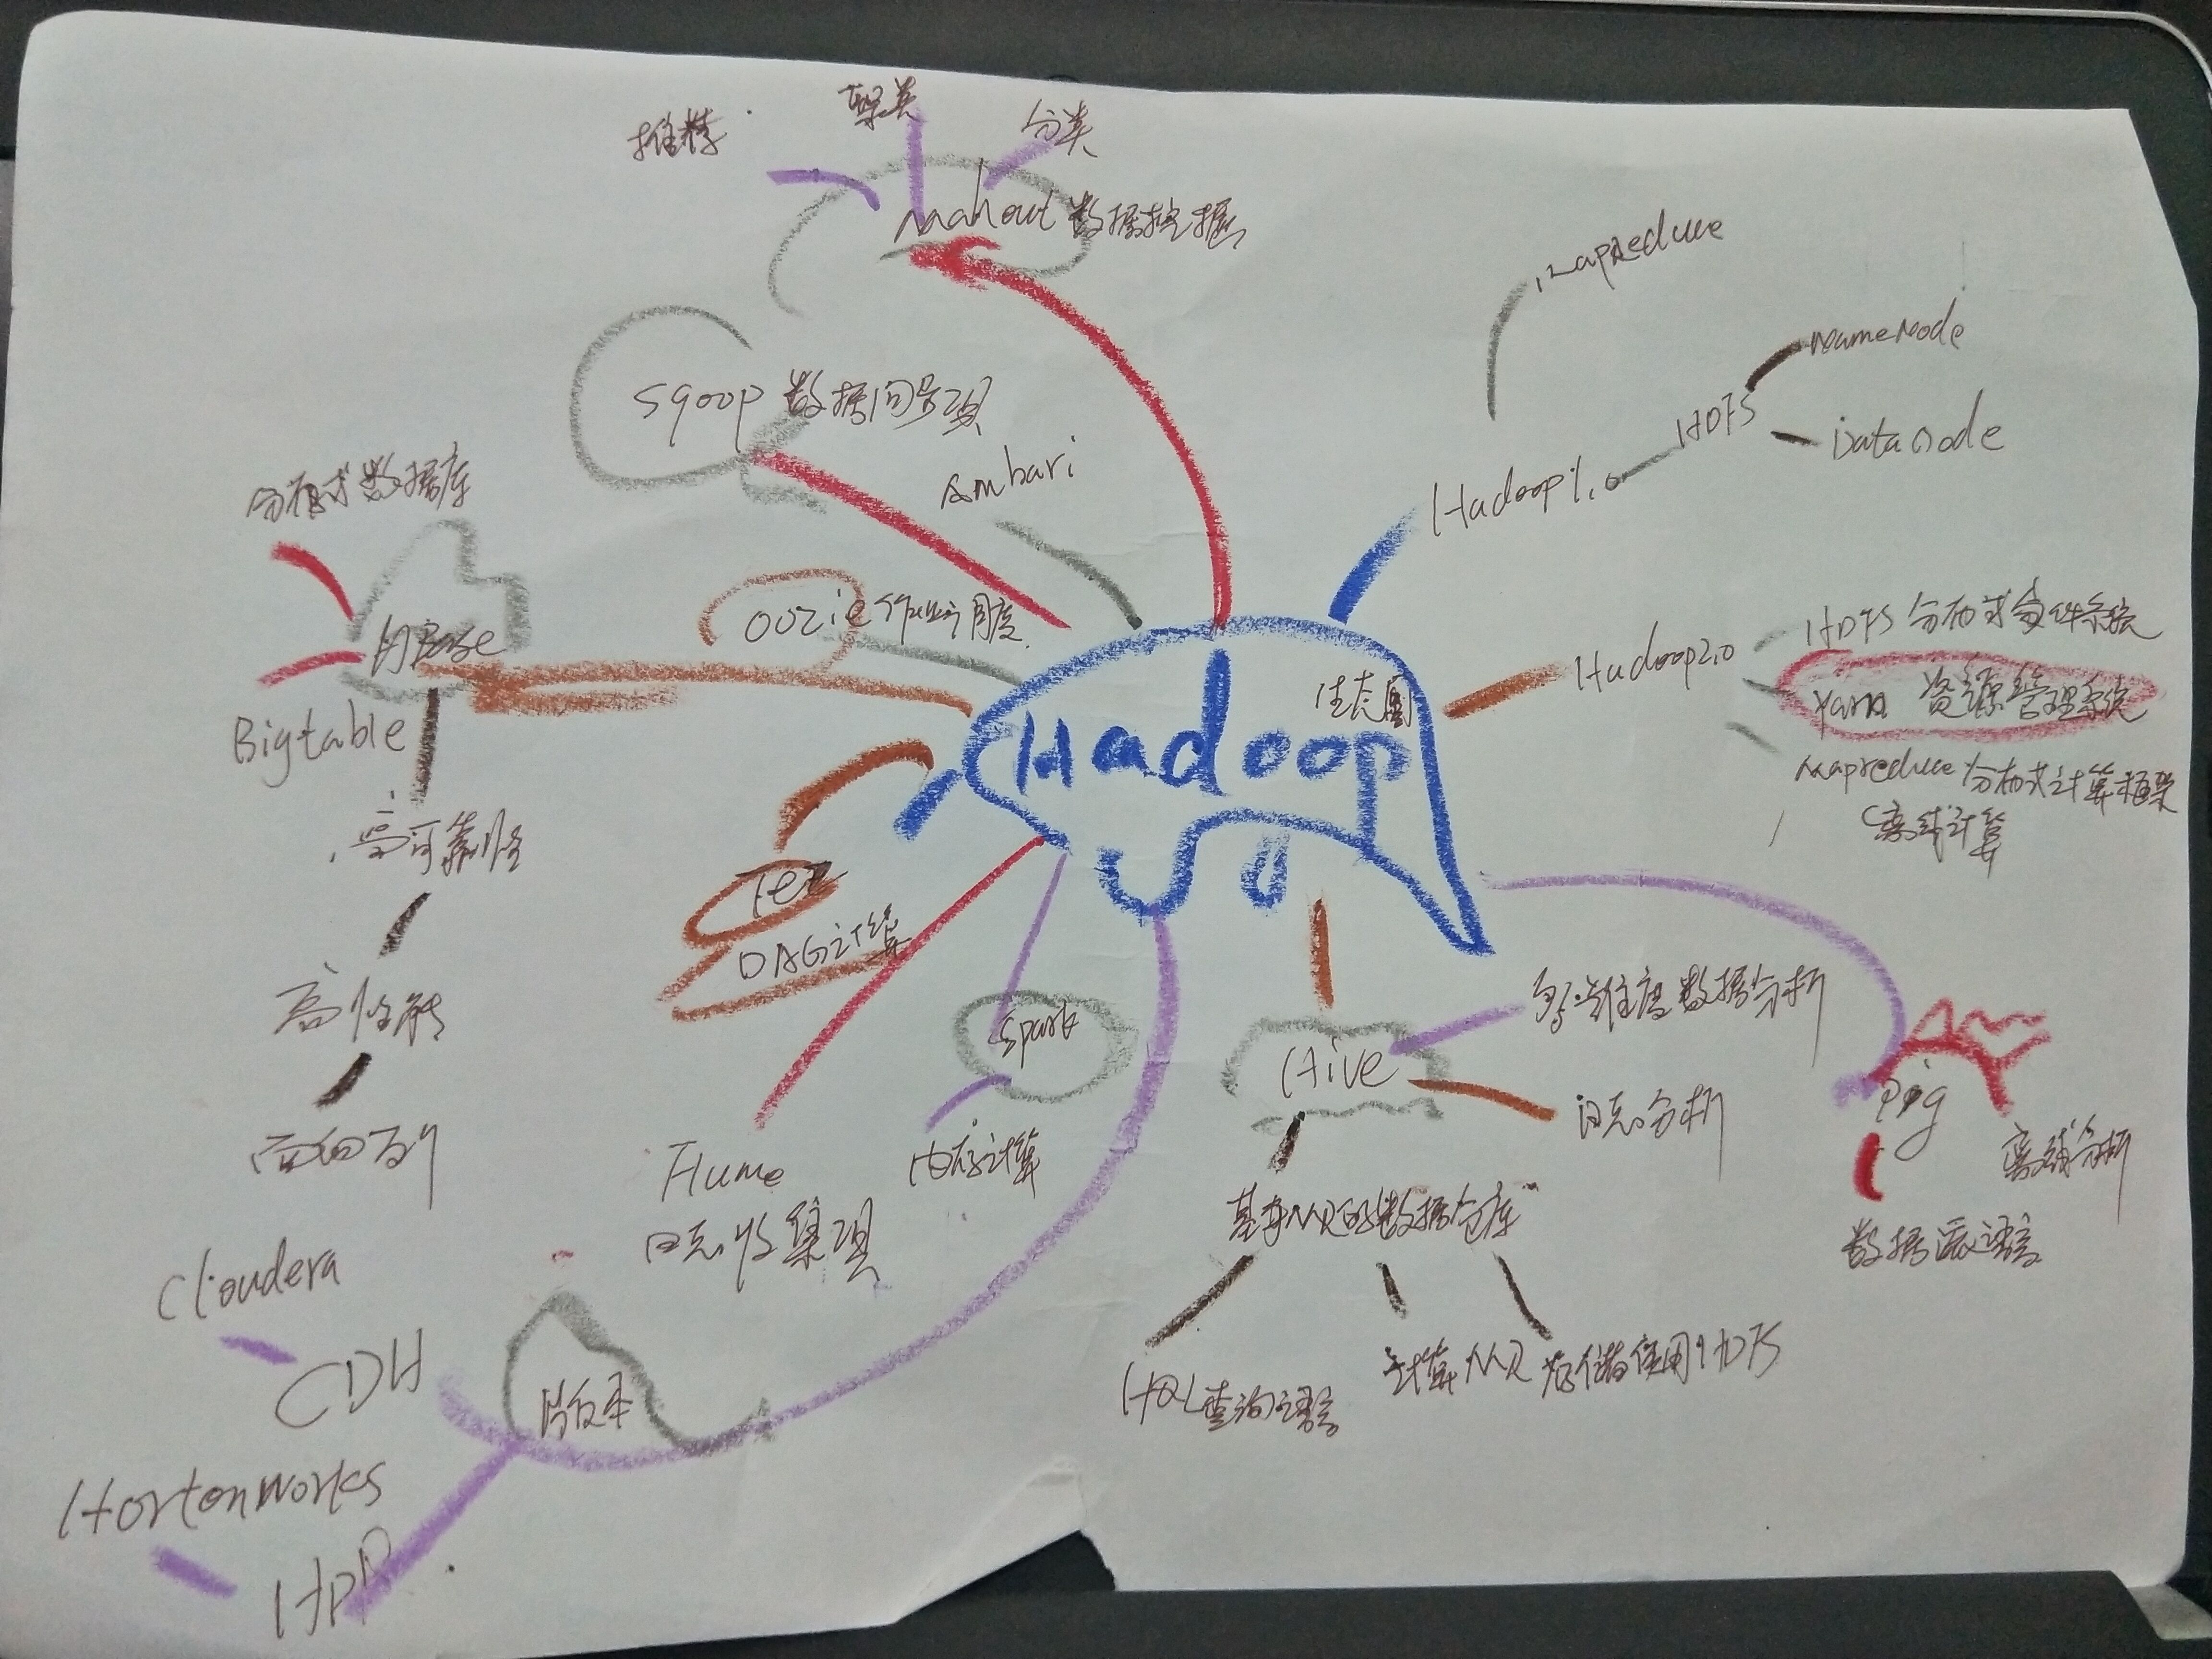 推荐
聚类
分类
Mahout 数据挖掘
Sqoop 数据同步
Ambari
Oozie 作业调度
分布式数据库
HBase
Bigtable
高可靠性
高性能
面向列
Tez
DAG计算
Flume
日志收集
Spark
内存计算
版本
Cloudera
CDH
Hortonworks
生态圈
Hadoop
Mapreduce
Hadoop1.0
HDFS
NameNode
DataNode
Hadoop2.0
HDFS 分布式文件系统
Yarn 资源管理系统
Mapreduce 分布式计算框架
离线计算
Hive
多维度数据分析
日志分析
基于MR的数据仓库
HQL查询语言
计算MR
存储使用HDFS
Pig
离线分析
数据流语言